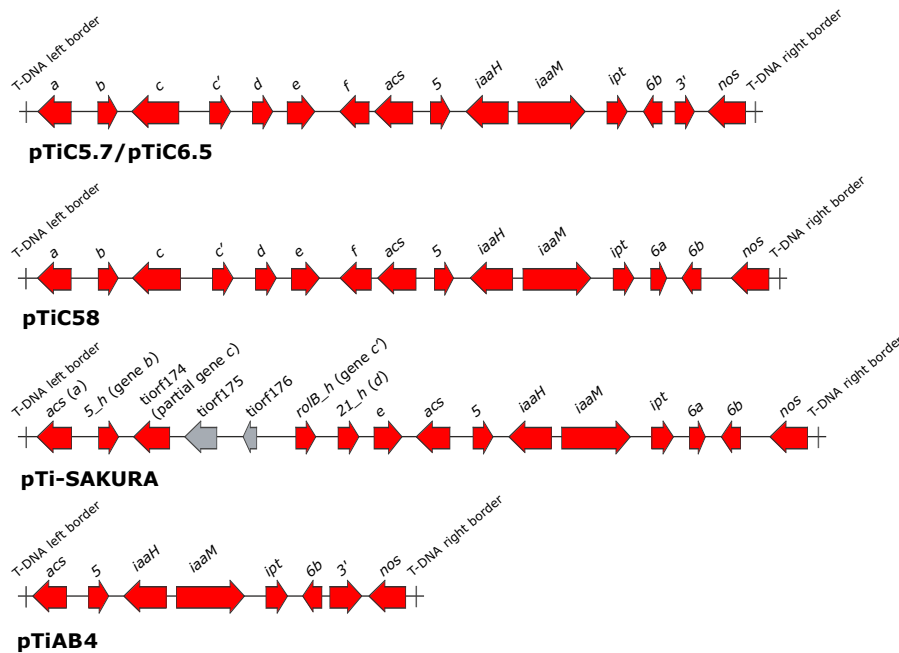 T-DNA left border a b c c' d e f acs 5 iaaH iaaM ipt 6b 3' nos T-DNA right border
pTiC5.7/pTiC6.5
T-DNA left border a b c c' d e f acs 5 iaaH iaaM ipt 6a 6b nos T-DNA right border
pTiC58
T-DNA left border acs (a) 5_h (gene b) tiorf174
(partial gene c) tiorf175 tiorf176 rolB_h (gene c') 21_h (d) e acs 5 iaaH iaaM ipt 6a 6b nos T-DNA right border
pTi-SAKURA
T-DNA left border acs 5 iaaH iaaM ipt 6b 3' nos T-DNA right border
pTiAB4